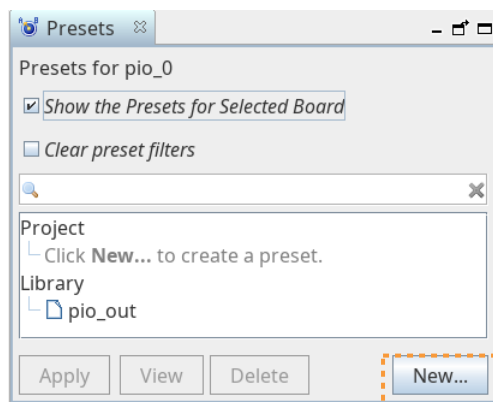 Presets
Presets for pio_0
Show the Presets for Selected Board
Clear preset filters
Project
Click New... to create a preset.
Library
pio_out
Apply View Delete New...